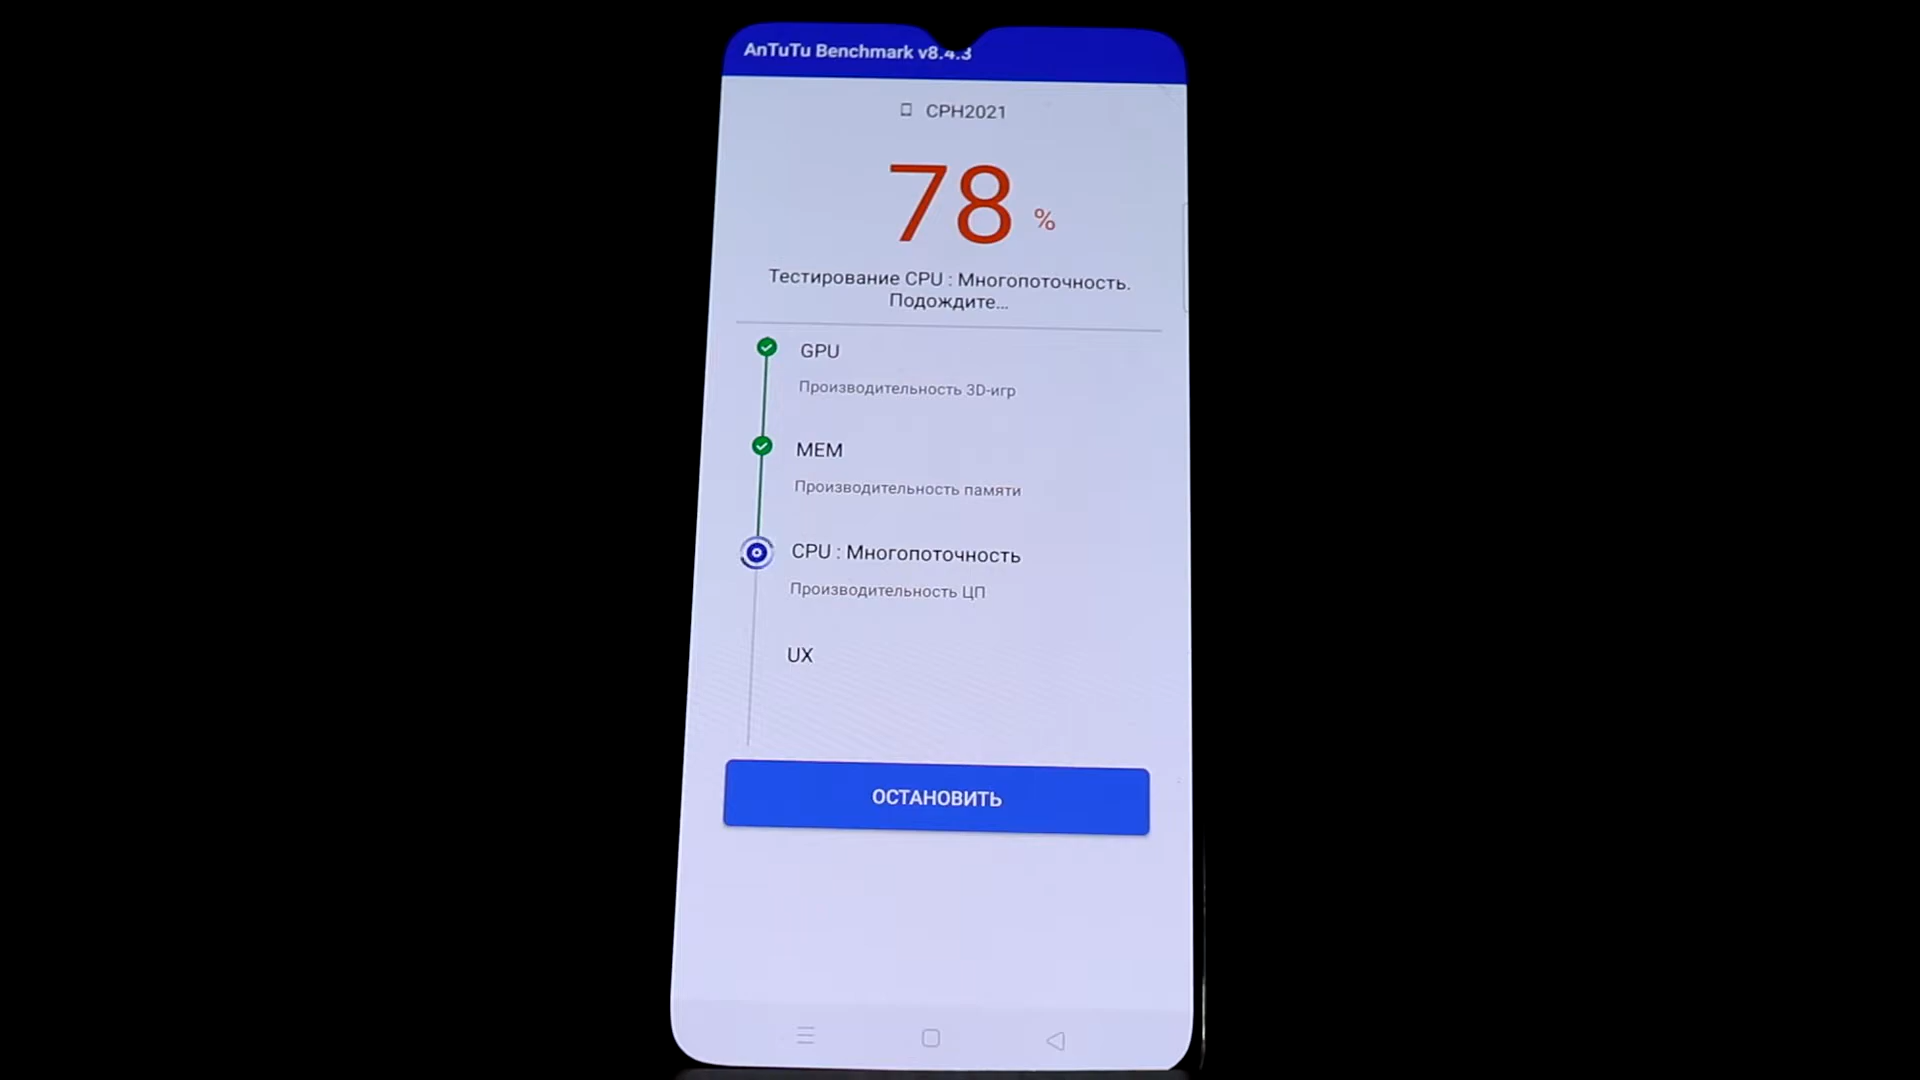 AnTuTu Benchmark v8.4.3
CPH2021
78 %
Тестирование CPU : Многопоточность.
Подождите...
GPU
Производительность 3D-игр
MEM
Производительность памяти
CPU : Многопоточность
Производительность ЦП
UX
ОСТАНОВИТЬ